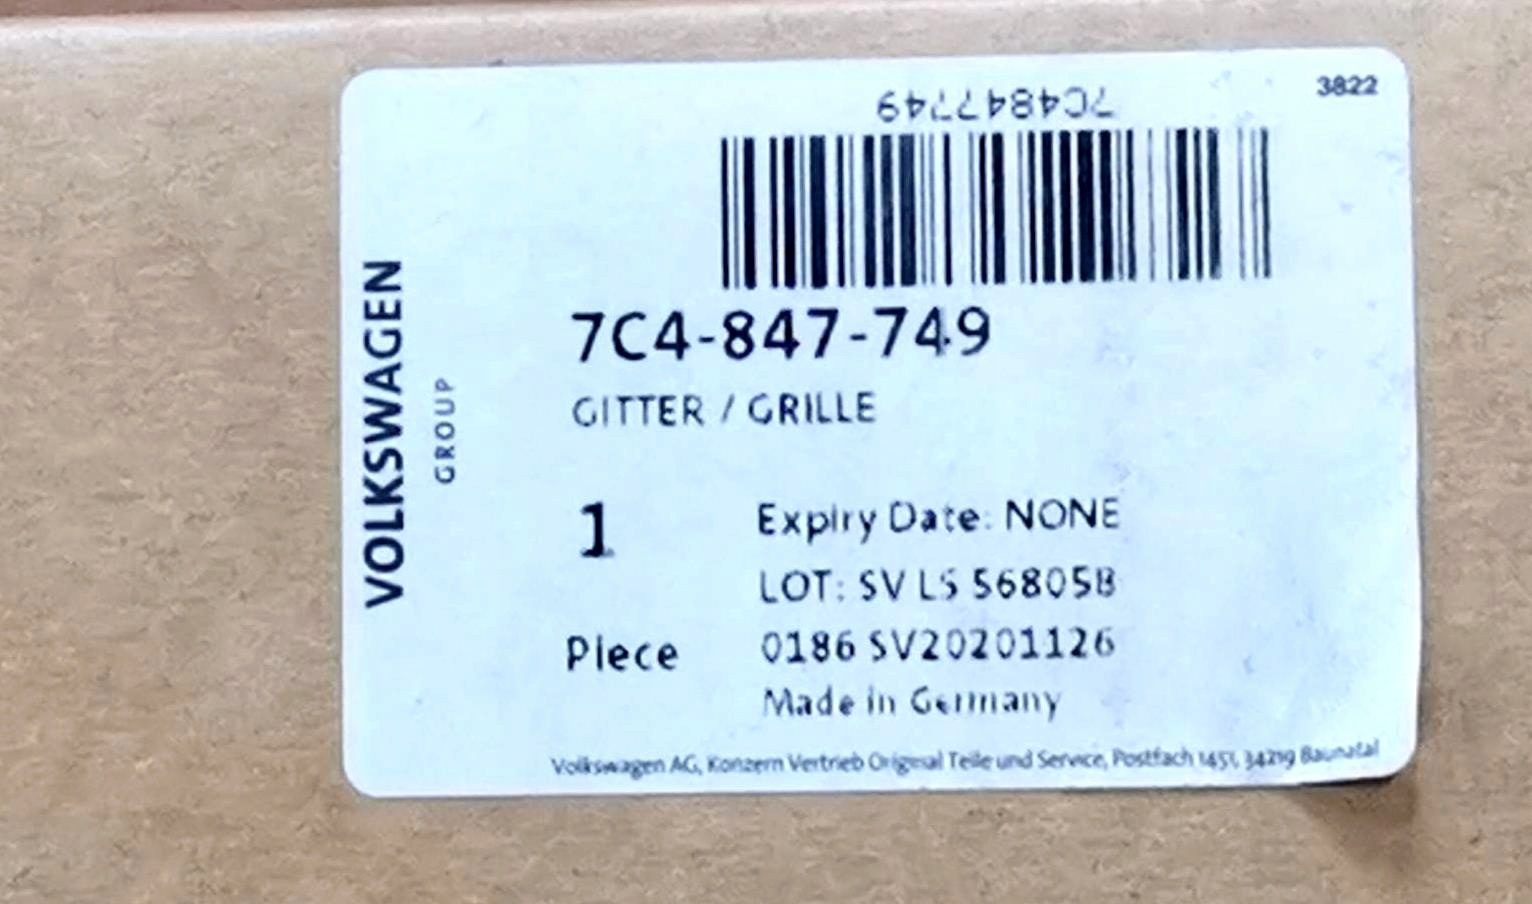 3822
7C4847749
7C4-847-749
GITTER / GRILLE
VOLKSWAGEN
GROUP
1
Piece
Expiry Date: NONE
LOT: SV LS 56805B
0186 SV20201126
Made in Germany
Volkswagen AG, Konzern Vertrieb Original Teile und Service, Postfach 1451, 34219 Baunatal